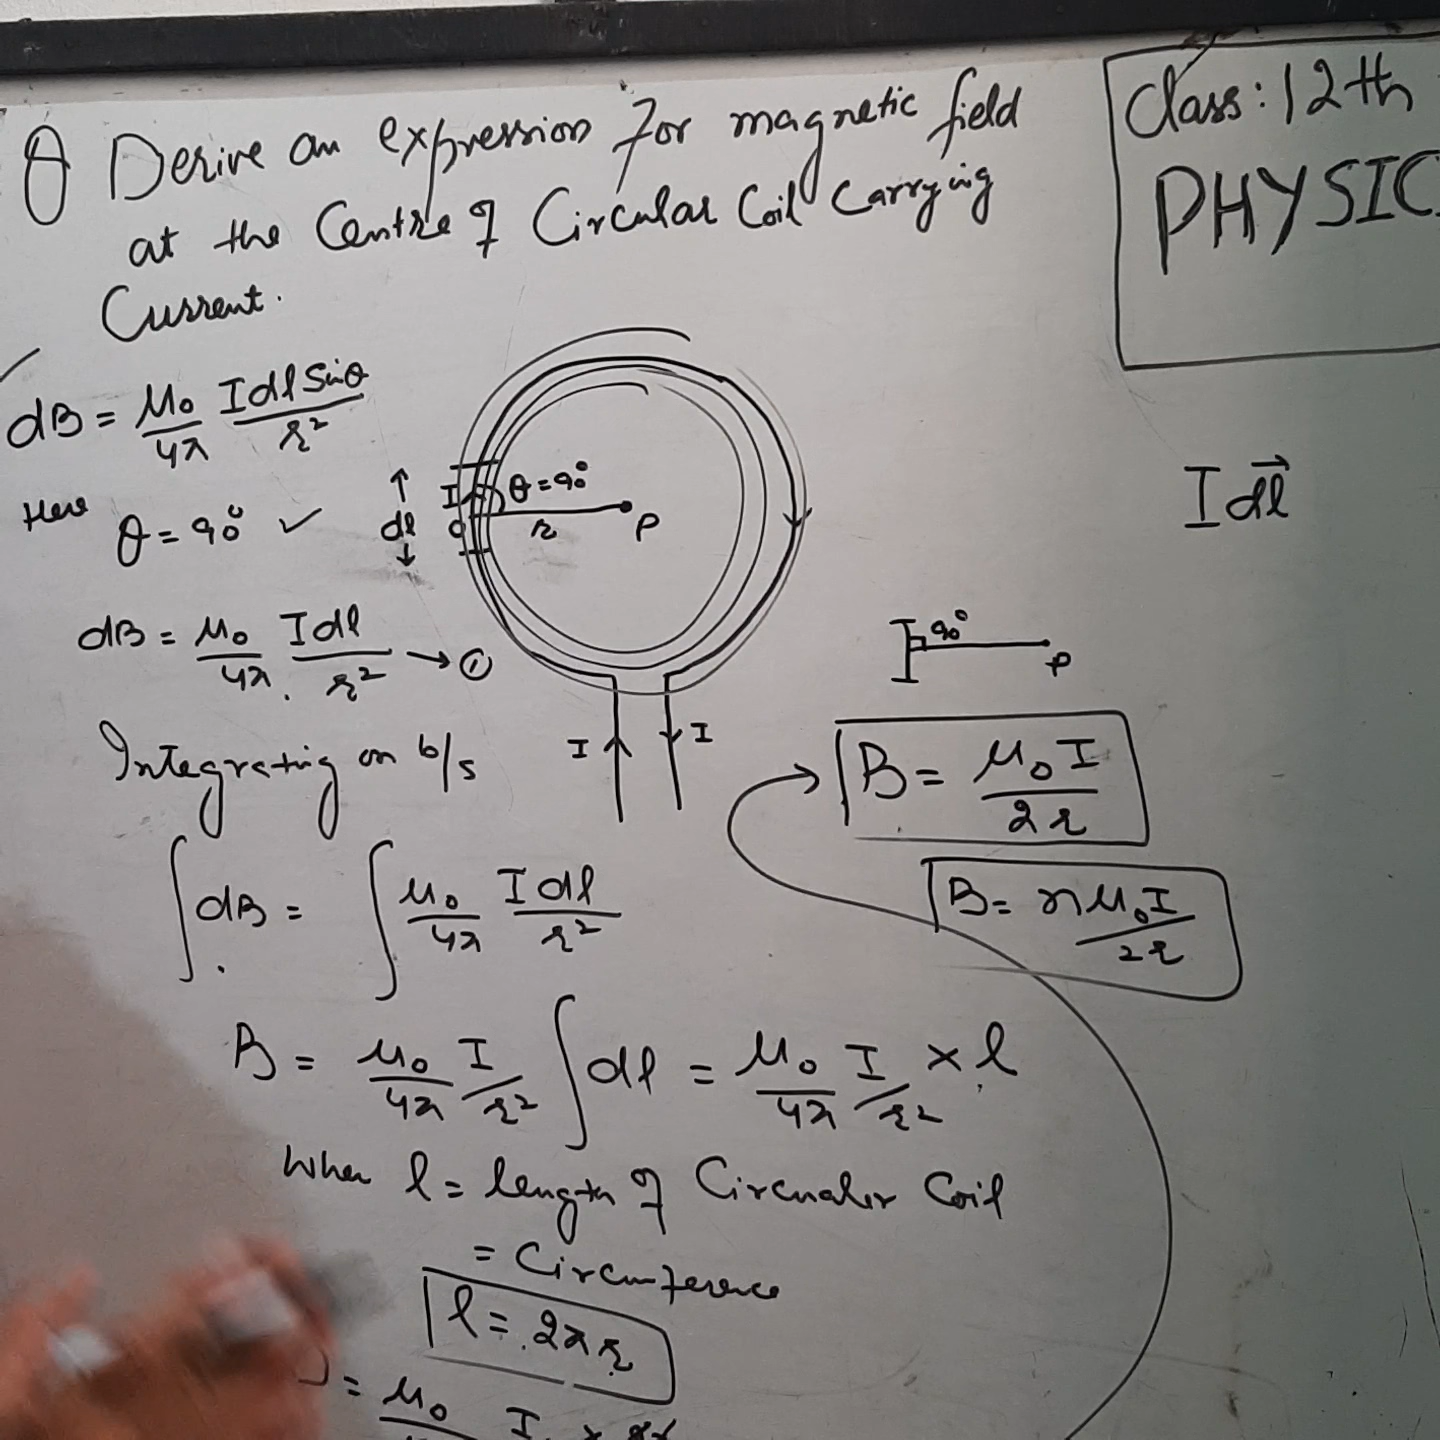 Q Derive an expression for magnetic field
at the Centre of Circular Coil Carrying
Current.
Class: 12th
PHYSIC
dB = μ₀/4π Idl Sinθ/r²
Here θ = 90° ✓
dl
I
θ = 90°
r
P
I dl⃗
dB = μ₀/4π Idl/r² → ①
90°
P
I
I
Integrating on b/s
B = μ₀I/2r
∫dB = ∫ μ₀/4π Idl/r²
B = nμ₀I/2r
B = μ₀/4π I/r² ∫dl = μ₀/4π I/r² × l
When l = length of Circualir Coil
= Circumference
l = 2πr
= μ₀ I ×